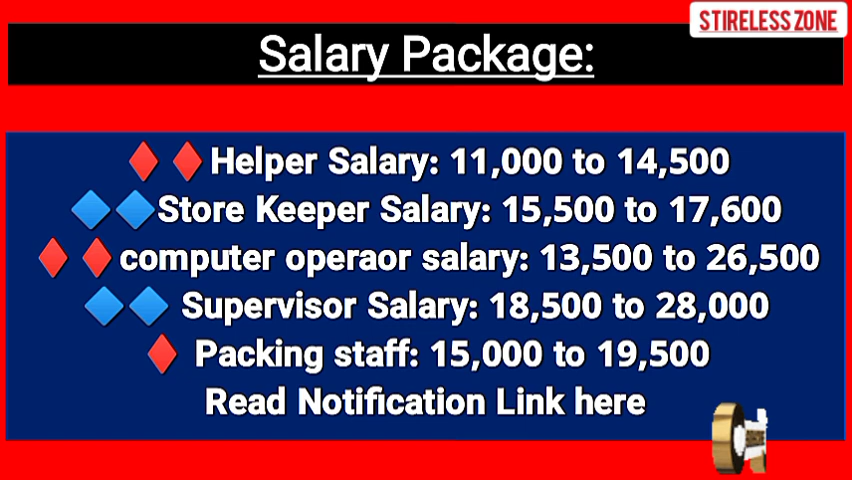 STIRELESS ZONE
Salary Package:
Helper Salary: 11,000 to 14,500
Store Keeper Salary: 15,500 to 17,600
computer operaor salary: 13,500 to 26,500
Supervisor Salary: 18,500 to 28,000
Packing staff: 15,000 to 19,500
Read Notification Link here